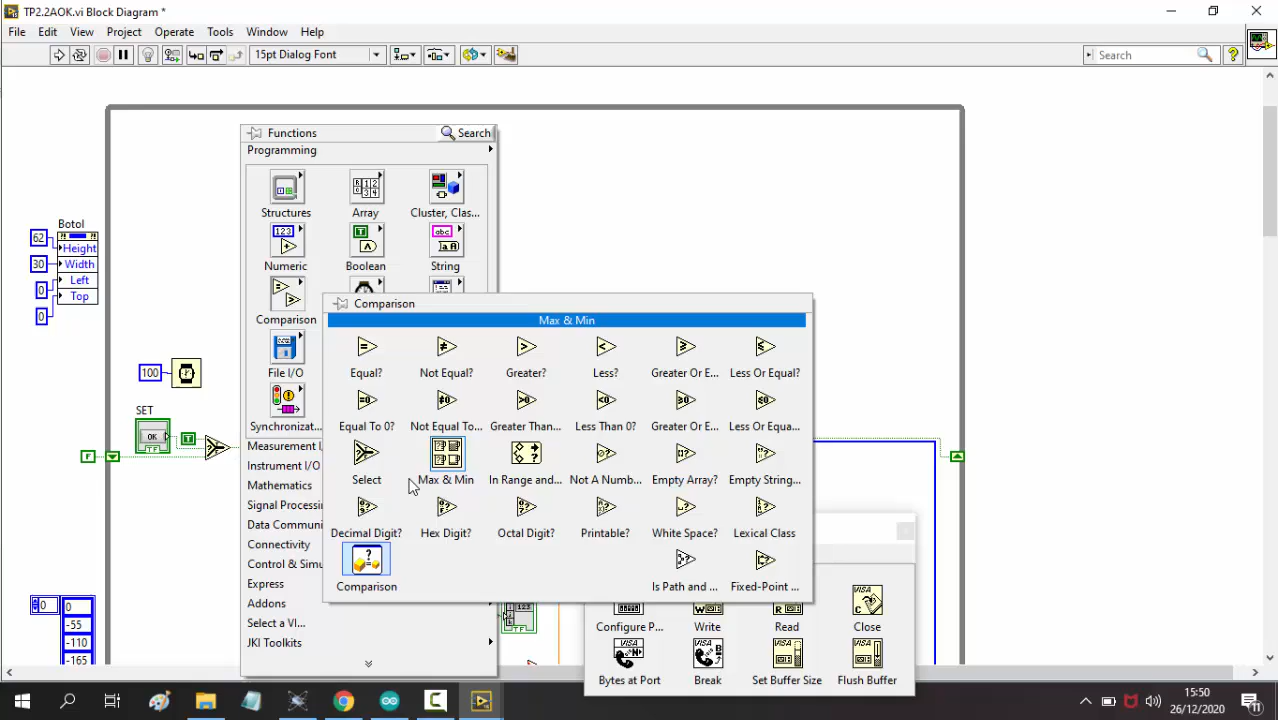 TP2.2AOK.vi Block Diagram *
File Edit View Project Operate Tools Window Help
15pt Dialog Font
Search
Functions
Search
Programming
Structures Array Cluster, Clas...
Numeric Boolean String
Comparison
File I/O
Synchronizat...
Measurement I
Instrument I/O
Mathematics
Signal Processi
Data Communi
Connectivity
Control & Simu
Express
Addons
Select a VI...
JKI Toolkits
Comparison
Max & Min
Equal? Not Equal? Greater? Less? Greater Or E... Less Or Equal?
Equal To 0? Not Equal To... Greater Than... Less Than 0? Greater Or E... Less Or Equa...
Select Max & Min In Range and... Not A Numb... Empty Array? Empty String...
Decimal Digit? Hex Digit? Octal Digit? Printable? White Space? Lexical Class
Comparison Is Path and ... Fixed-Point ...
Botol
62 Height
30 Width
0 Left
0 Top
100
SET
OK
TF
T
F
0 0
-55
-110
-165
Configure P... Write Read Close
Bytes at Port Break Set Buffer Size Flush Buffer
15:50
26/12/2020